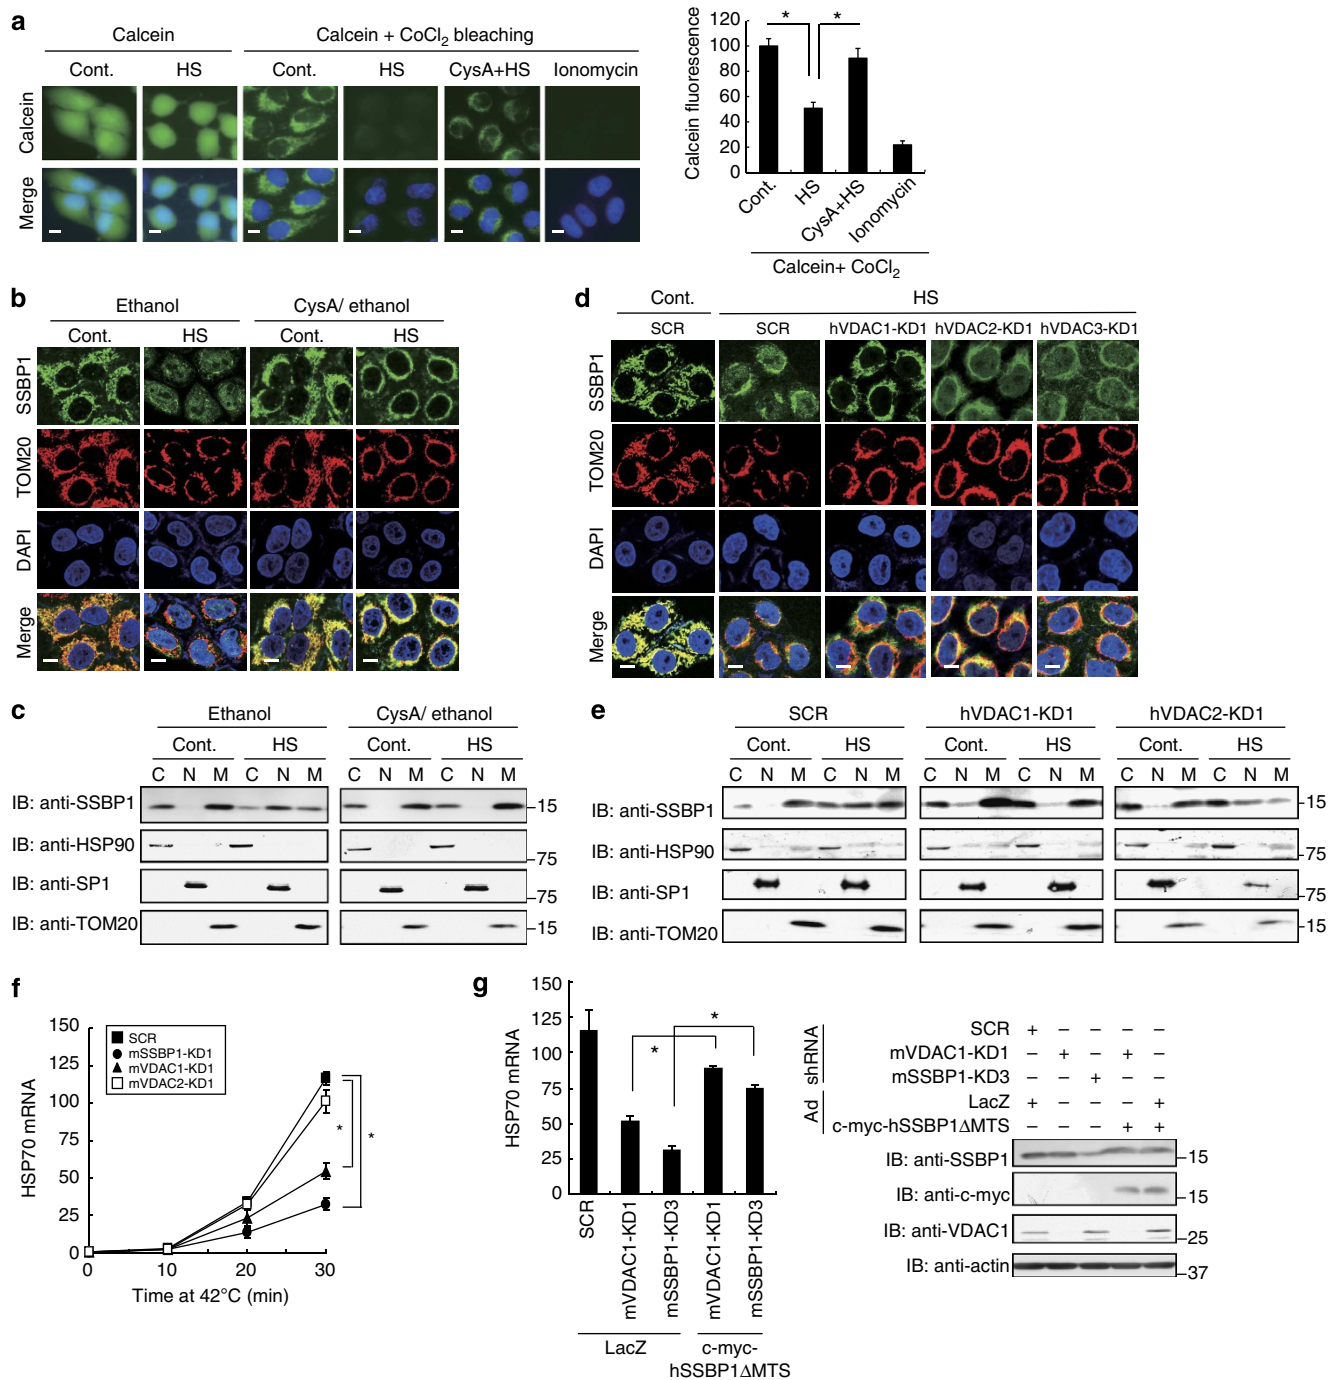 a
Calcein
Calcein + CoCl2 bleaching
Cont.
HS
Cont.
HS
CysA+HS
Ionomycin
Calcein
Merge
Calcein fluorescence
120
100
80
60
40
20
0
*
*
Cont.
HS
CysA+HS
Ionomycin
Calcein+ CoCl2
b
Ethanol
CysA/ ethanol
Cont.
HS
Cont.
HS
SSBP1
TOM20
DAPI
Merge
d
Cont.
HS
SCR
SCR
hVDAC1-KD1
hVDAC2-KD1
hVDAC3-KD1
SSBP1
TOM20
DAPI
Merge
c
Ethanol
CysA/ ethanol
Cont.
HS
Cont.
HS
C N M C N M C N M C N M
IB: anti-SSBP1
15
IB: anti-HSP90
75
IB: anti-SP1
75
IB: anti-TOM20
15
e
SCR
hVDAC1-KD1
hVDAC2-KD1
Cont.
HS
Cont.
HS
Cont.
HS
C N M C N M C N M C N M C N M C N M
IB: anti-SSBP1
15
IB: anti-HSP90
75
IB: anti-SP1
75
IB: anti-TOM20
15
f
HSP70 mRNA
150
125
100
75
50
25
0
SCR
mSSBP1-KD1
mVDAC1-KD1
mVDAC2-KD1
*
*
0
10
20
30
Time at 42°C (min)
g
HSP70 mRNA
150
125
100
75
50
25
0
*
*
SCR
mVDAC1-KD1
mSSBP1-KD3
mVDAC1-KD1
mSSBP1-KD3
LacZ
c-myc-
hSSBP1ΔMTS
shRNA
Ad
SCR + − − − −
mVDAC1-KD1 − + − + −
mSSBP1-KD3 − − + − −
LacZ + − − − +
c-myc-hSSBP1ΔMTS − − − + +
IB: anti-SSBP1
15
IB: anti-c-myc
15
IB: anti-VDAC1
25
IB: anti-actin
37